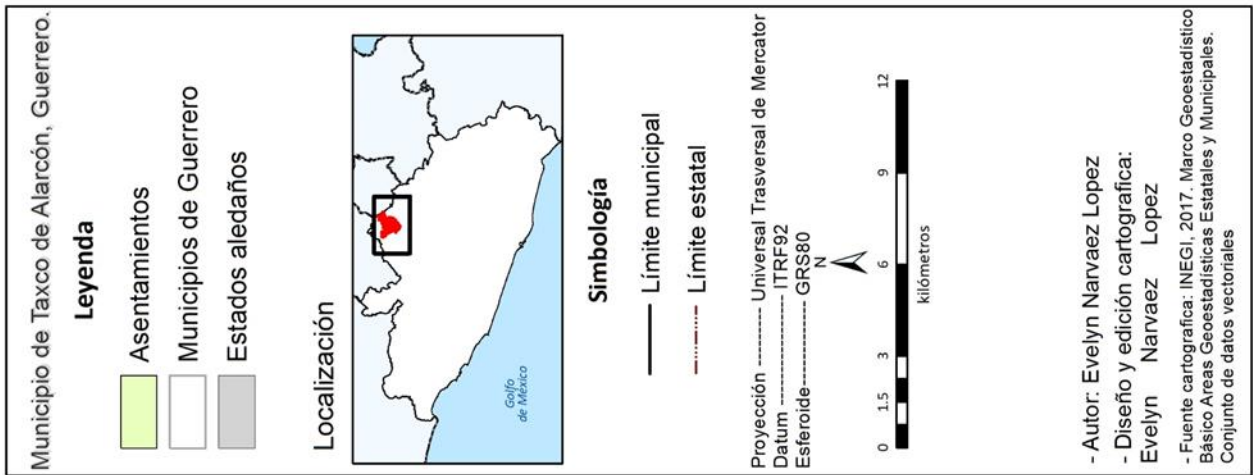 Municipio de Taxco de Alarcón, Guerrero.
Leyenda
Asentamientos
Municipios de Guerrero
Estados aledaños
Localización
Golfo
de México
Simbología
Límite municipal
Límite estatal
Proyección -------- Universal Trasversal de Mercator
Datum ------------------ ITRF92
Esferoide--------------- GRS80
N
0 1.5 3 6 9 12
kilómetros
- Autor: Evelyn Narvaez Lopez
- Diseño y edición cartografica:
Evelyn Narvaez Lopez
- Fuente cartografica: INEGI, 2017. Marco Geoestadístico
Básico Areas Geoestadísticas Estatales y Municipales.
Conjunto de datos vectoriales